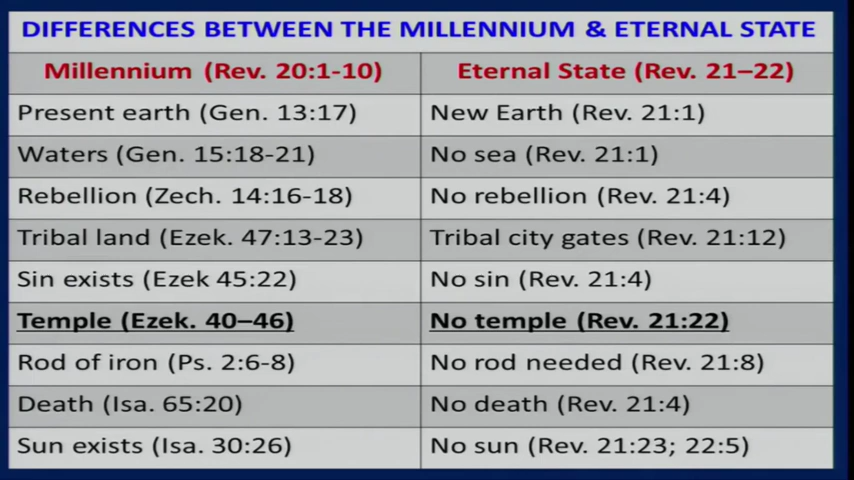 DIFFERENCES BETWEEN THE MILLENNIUM & ETERNAL STATE
Millennium (Rev. 20:1-10) Eternal State (Rev. 21–22)
Present earth (Gen. 13:17) New Earth (Rev. 21:1)
Waters (Gen. 15:18-21) No sea (Rev. 21:1)
Rebellion (Zech. 14:16-18) No rebellion (Rev. 21:4)
Tribal land (Ezek. 47:13-23) Tribal city gates (Rev. 21:12)
Sin exists (Ezek 45:22) No sin (Rev. 21:4)
Temple (Ezek. 40–46) No temple (Rev. 21:22)
Rod of iron (Ps. 2:6-8) No rod needed (Rev. 21:8)
Death (Isa. 65:20) No death (Rev. 21:4)
Sun exists (Isa. 30:26) No sun (Rev. 21:23; 22:5)